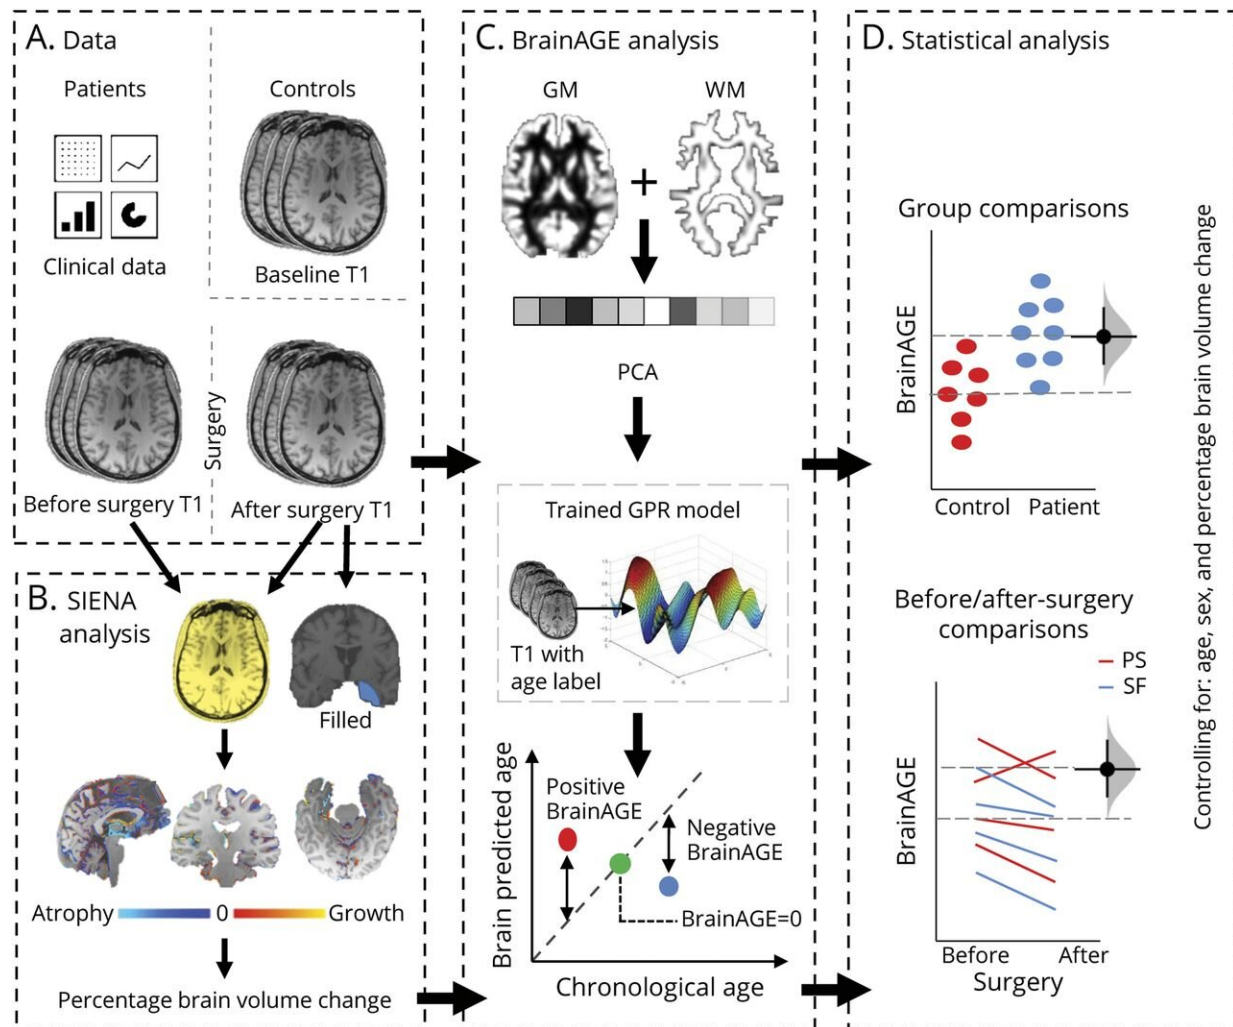 A. Data
Patients
Controls
Clinical data
Baseline T1
Surgery
Before surgery T1
After surgery T1
B. SIENA
analysis
Filled
Atrophy
0
Growth
Percentage brain volume change
C. BrainAGE analysis
GM
WM
+
PCA
Trained GPR model
T1 with
age label
Brain predicted age
Positive
BrainAGE
Negative
BrainAGE
BrainAGE=0
Chronological age
D. Statistical analysis
Group comparisons
BrainAGE
Control
Patient
Before/after-surgery
comparisons
PS
SF
BrainAGE
Before
After
Surgery
Controlling for: age, sex, and percentage brain volume change